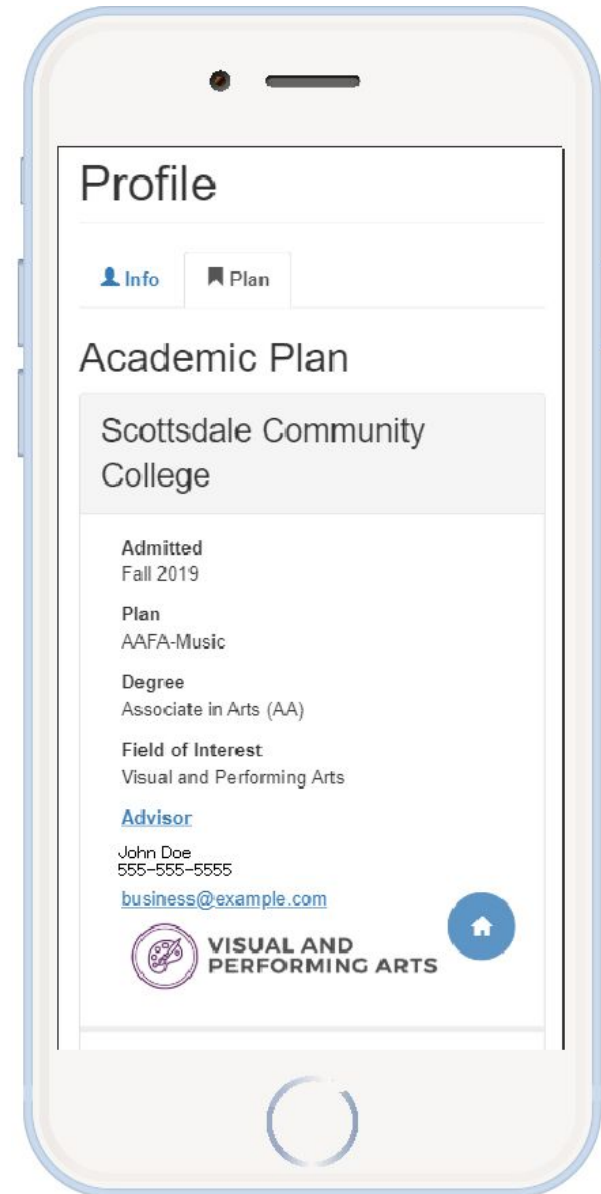 Profile
Info
Plan
Academic Plan
Scottsdale Community
College
Admitted
Fall 2019
Plan
AAFA-Music
Degree
Associate in Arts (AA)
Field of Interest
Visual and Performing Arts
Advisor
John Doe
555-555-5555
business@example.com
VISUAL AND
PERFORMING ARTS